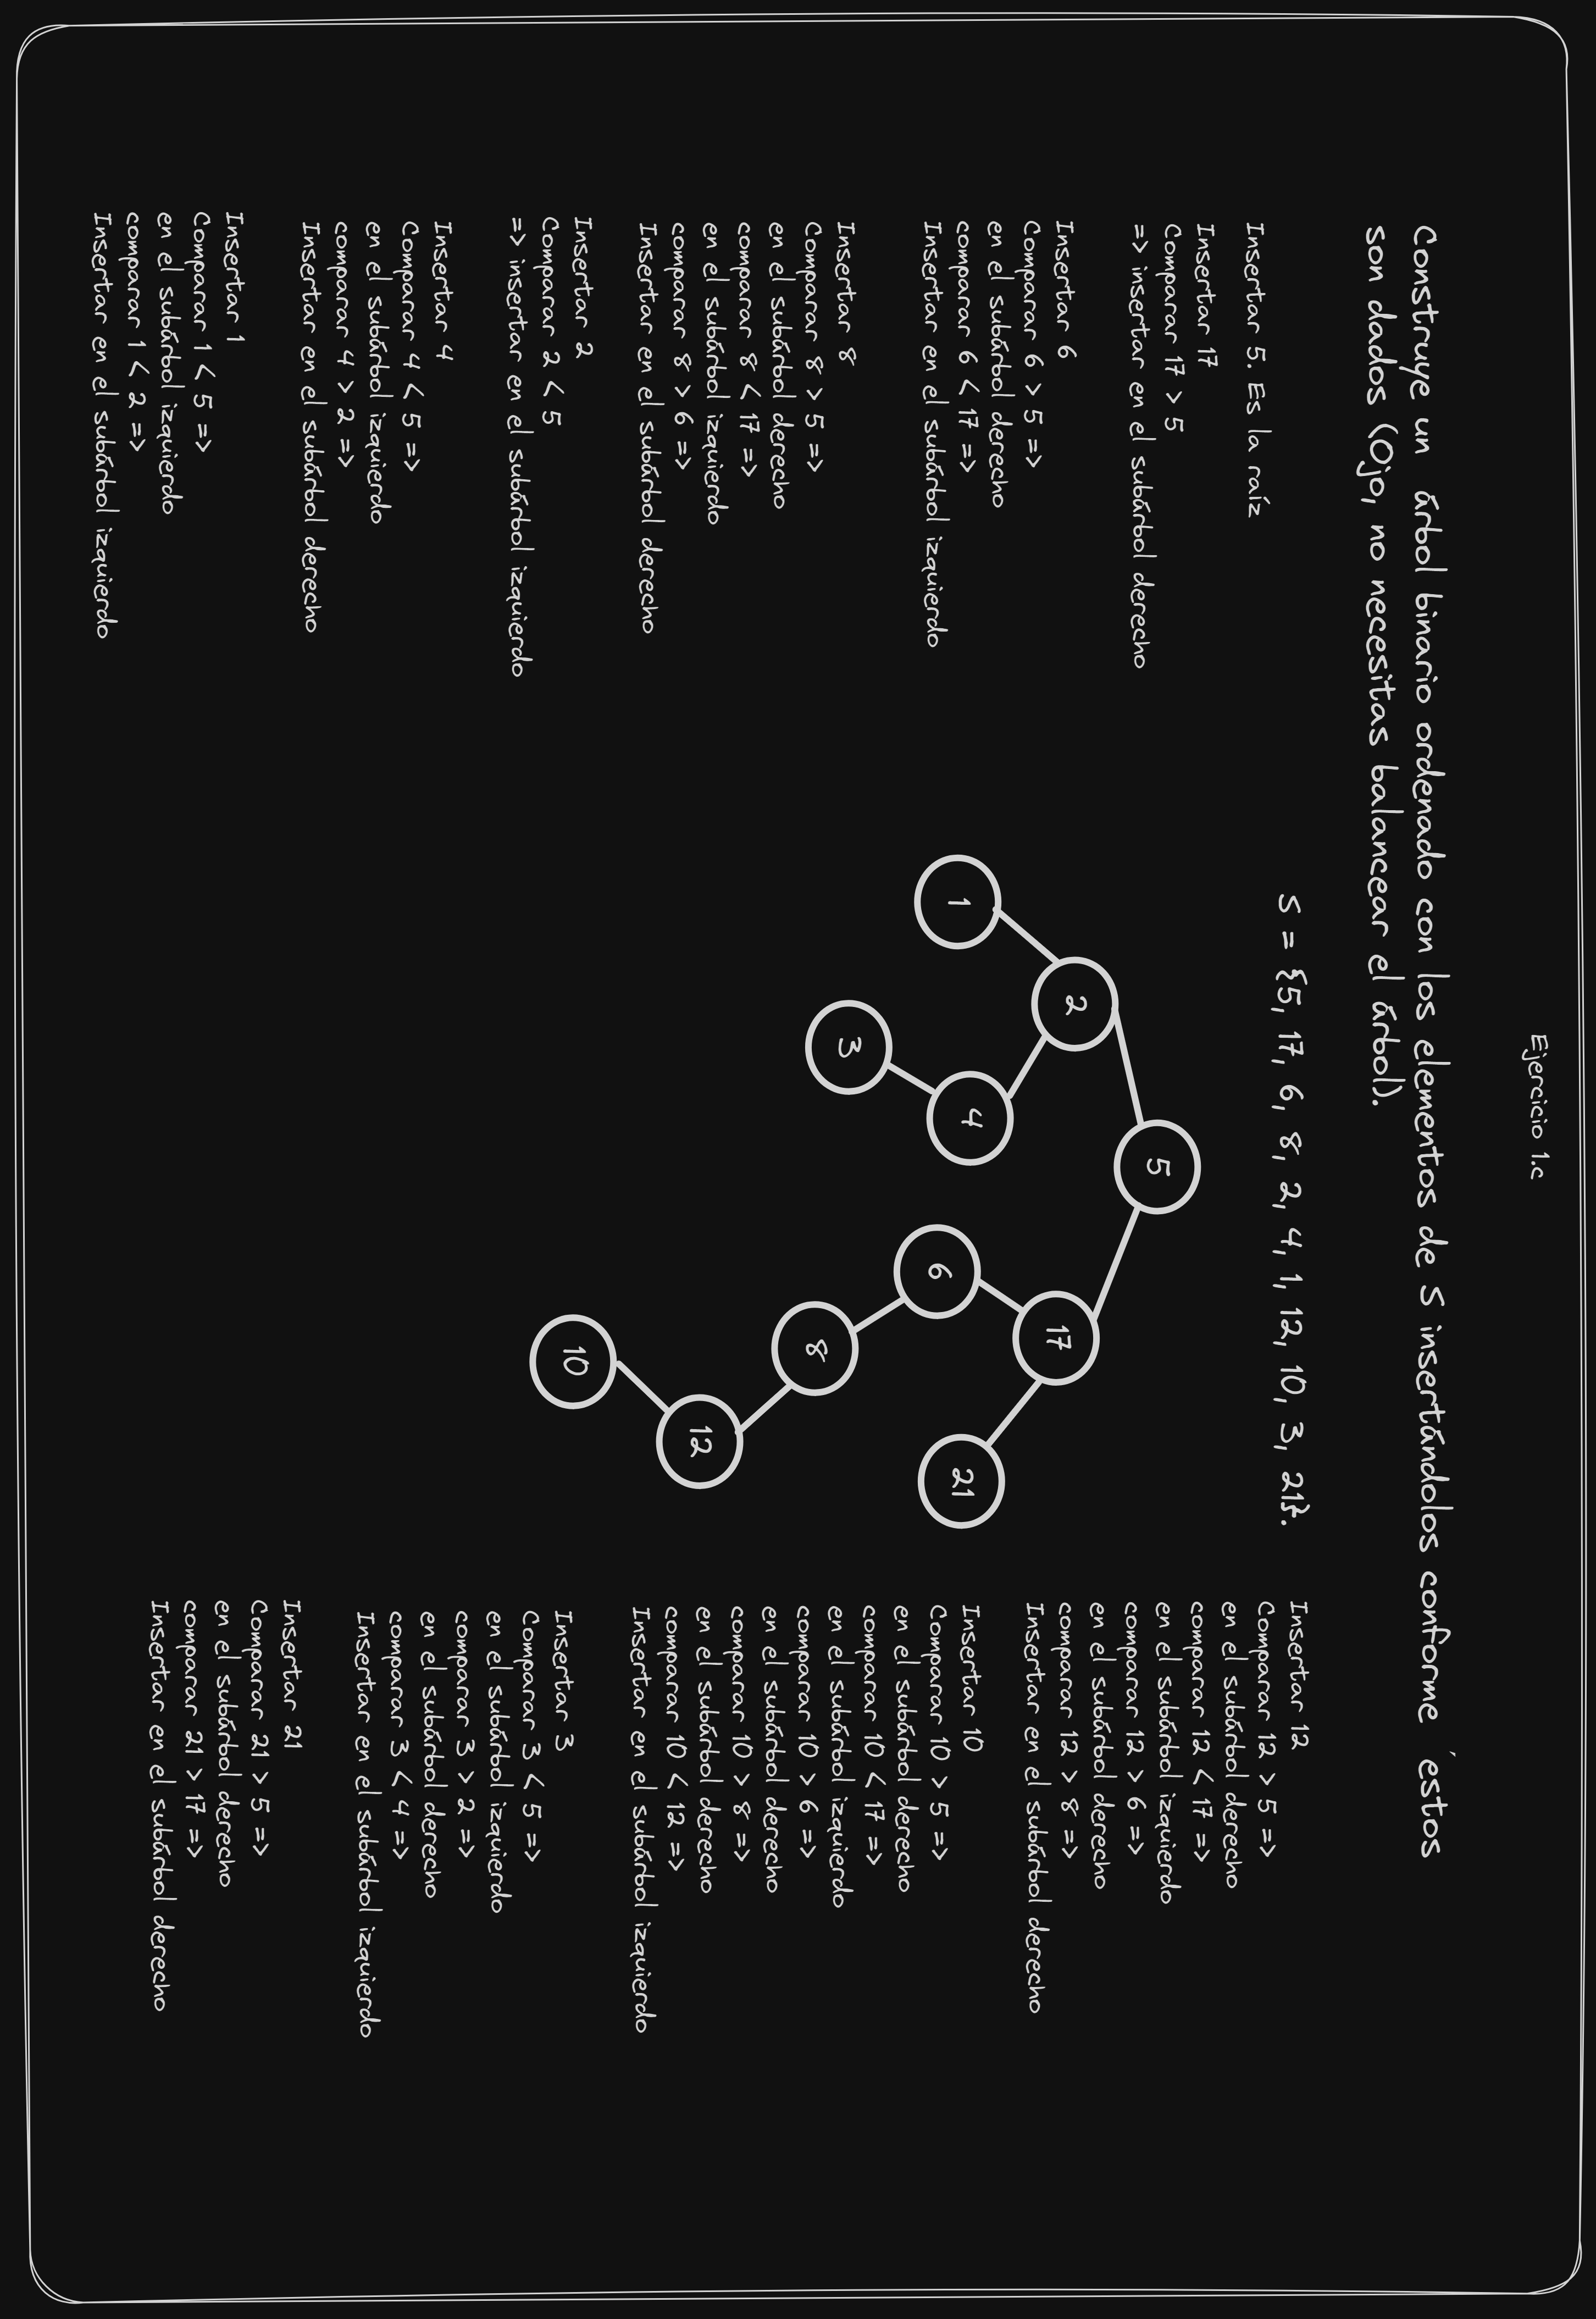 Ejercicio 1.c
Construye un árbol binario ordenado con los elementos de S insertándolos conforme ´estos
son dados (Ojo, no necesitas balancear el árbol).
S = {5, 17, 6, 8, 2, 4, 1, 12, 10, 3, 21}.
Insertar 5. Es la raíz
Insertar 17
Comparar 17 > 5
=> insertar en el subárbol derecho
Insertar 6
Comparar 6 > 5 =>
en el subárbol derecho
comparar 6 < 17 =>
Insertar en el subárbol izquierdo
Insertar 8
Comparar 8 > 5 =>
en el subárbol derecho
comparar 8 < 17 =>
en el subárbol izquierdo
comparar 8 > 6 =>
Insertar en el subárbol derecho
Insertar 2
Comparar 2 < 5
=> insertar en el subárbol izquierdo
Insertar 4
Comparar 4 < 5 =>
en el subárbol izquierdo
comparar 4 > 2 =>
Insertar en el subárbol derecho
Insertar 1
Comparar 1 < 5 =>
en el subárbol izquierdo
comparar 1 < 2 =>
Insertar en el subárbol izquierdo
5
2
17
1
4
6
21
3
8
12
10
Insertar 12
Comparar 12 > 5 =>
en el subárbol derecho
comparar 12 < 17 =>
en el subárbol izquierdo
comparar 12 > 6 =>
en el subárbol derecho
comparar 12 > 8 =>
Insertar en el subárbol derecho
Insertar 10
Comparar 10 > 5 =>
en el subárbol derecho
comparar 10 < 17 =>
en el subárbol izquierdo
comparar 10 > 6 =>
en el subárbol derecho
comparar 10 > 8 =>
en el subárbol derecho
comparar 10 < 12 =>
Insertar en el subárbol izquierdo
Insertar 3
Comparar 3 < 5 =>
en el subárbol izquierdo
comparar 3 > 2 =>
en el subárbol derecho
comparar 3 < 4 =>
Insertar en el subárbol izquierdo
Insertar 21
Comparar 21 > 5 =>
en el subárbol derecho
comparar 21 > 17 =>
Insertar en el subárbol derecho